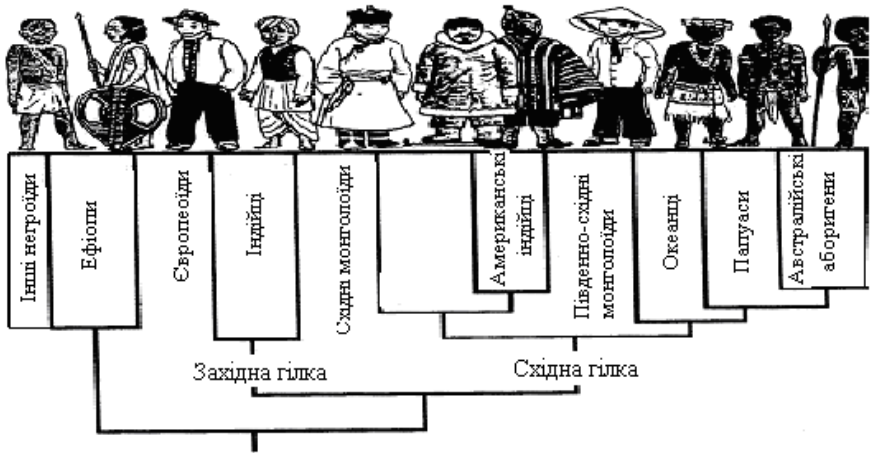 Інші негроїди
Ефіопи
Європеоїди
Індійці
Східні монголоїди
Американські
індійці
Південно-східні
монголоїди
Океанці
Папуаси
Австралійські
аборигени
Західна гілка
Східна гілка